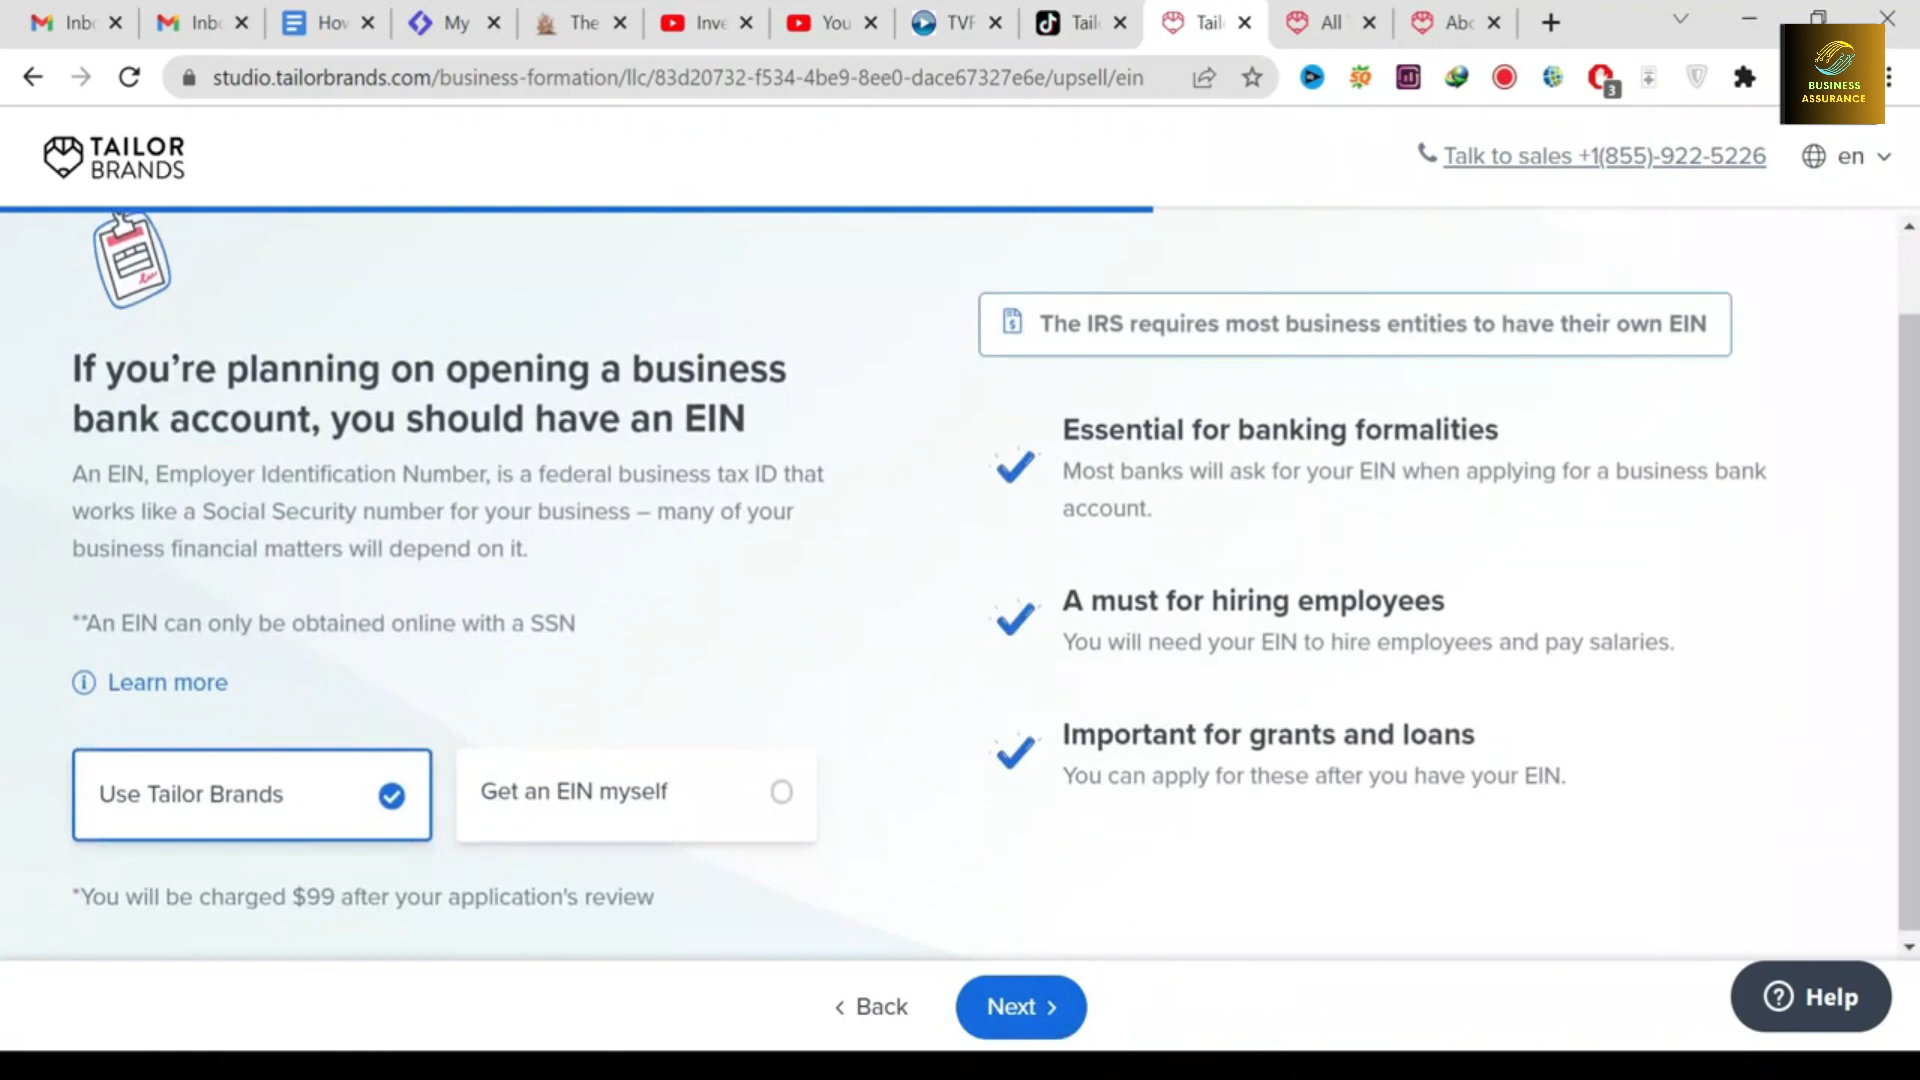 Inbo
Inbo
Hov
My
The
Inve
You
TVF
Tail
Tail
All
Abo
studio.tailorbrands.com/business-formation/llc/83d20732-f534-4be9-8ee0-dace67327e6e/upsell/ein
3
BUSINESS
ASSURANCE
TAILOR
BRANDS
Talk to sales +1(855)-922-5226
en
If you’re planning on opening a business
bank account, you should have an EIN
An EIN, Employer Identification Number, is a federal business tax ID that
works like a Social Security number for your business – many of your
business financial matters will depend on it.
**An EIN can only be obtained online with a SSN
Learn more
Use Tailor Brands
Get an EIN myself
*You will be charged $99 after your application's review
The IRS requires most business entities to have their own EIN
Essential for banking formalities
Most banks will ask for your EIN when applying for a business bank
account.
A must for hiring employees
You will need your EIN to hire employees and pay salaries.
Important for grants and loans
You can apply for these after you have your EIN.
Back
Next
Help